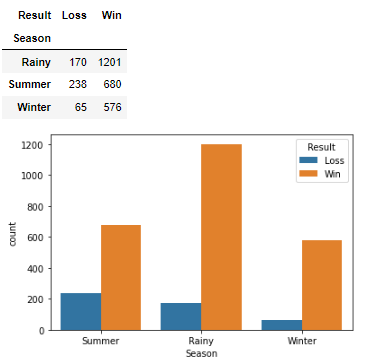 Result Loss Win
Season
Rainy 170 1201
Summer 238 680
Winter 65 576
1200
1000
800
600
400
200
0
count
Result
Loss
Win
Summer Rainy Winter
Season